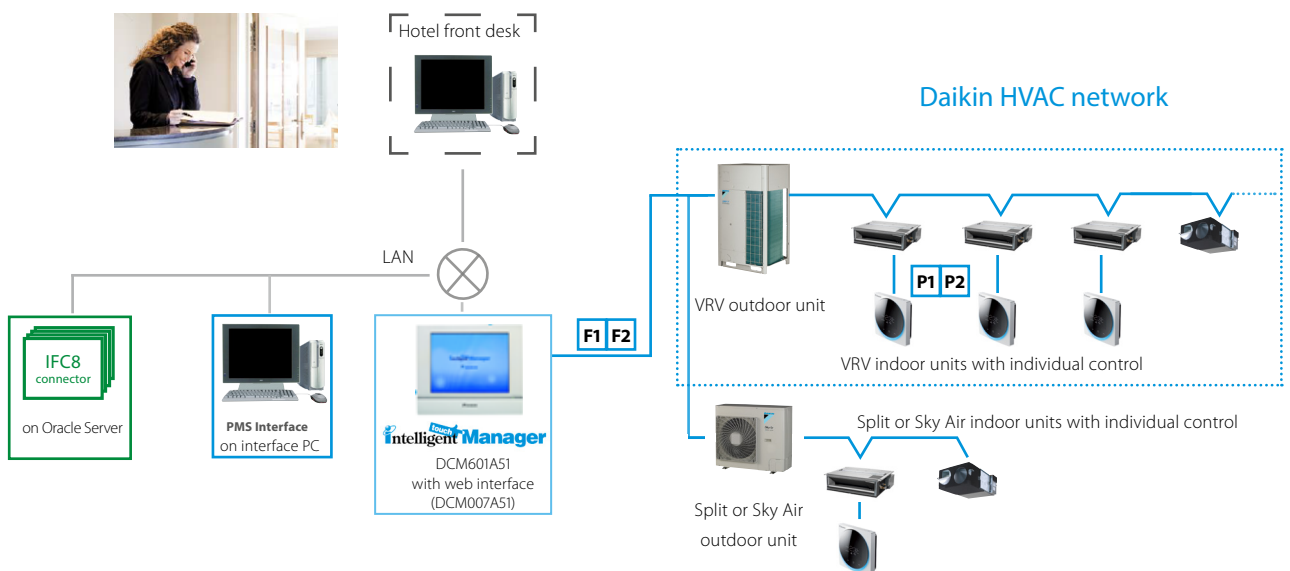 Hotel front desk
Daikin HVAC network
LAN
F1 F2
VRV outdoor unit
P1 P2
VRV indoor units with individual control
IFC8
connector
on Oracle Server
PMS Interface
on interface PC
intelligent touch Manager
DCM601A51
with web interface
(DCM007A51)
Split or Sky Air indoor units with individual control
Split or Sky Air
outdoor unit